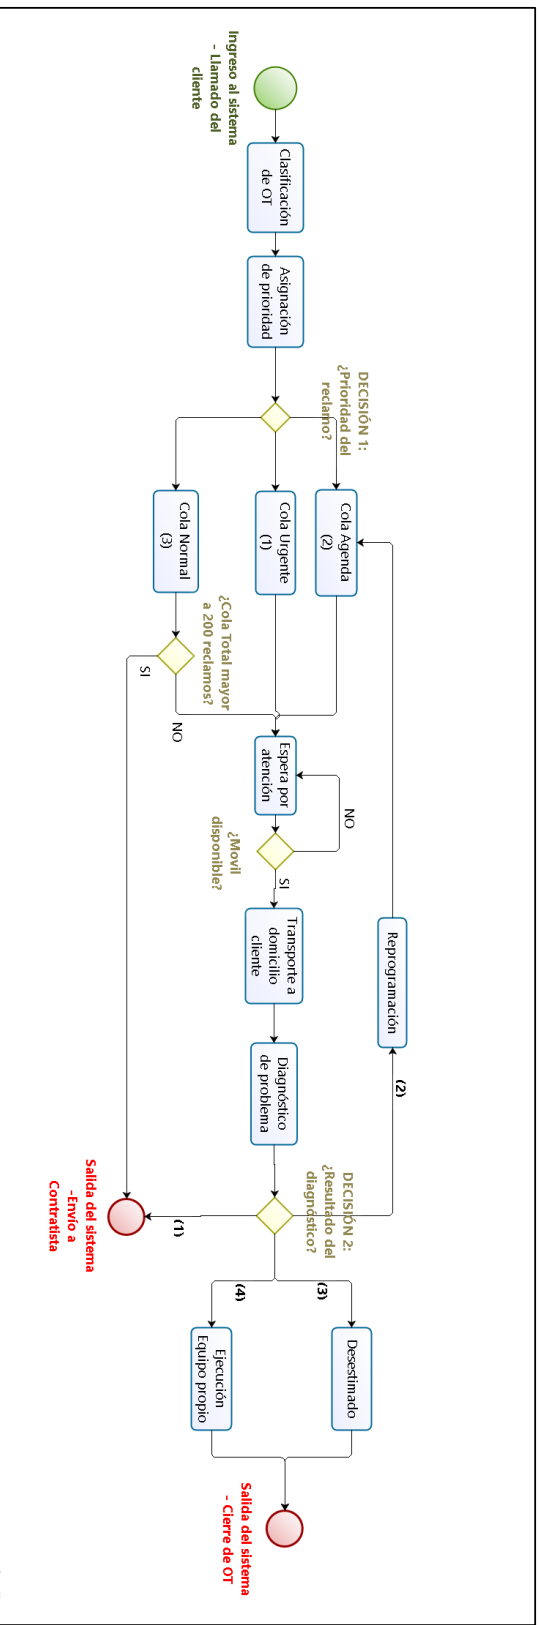 Ingreso al sistema
- Llamado del
cliente
Clasificación
de OT
Asignación
de prioridad
DECISIÓN 1:
¿Prioridad del
reclamo?
Cola Agenda
(2)
Cola Urgente
(1)
Cola Normal
(3)
¿Cola Total mayor
a 200 reclamos?
SI
NO
Espera por
atención
NO
¿Movil
disponible?
SI
Transporte a
domicilio
cliente
Reprogramación
Diagnóstico
de problema
(2)
DECISIÓN 2:
¿Resultado del
diagnóstico?
(1)
Salida del sistema
-Envío a
Contratista
(3)
(4)
Desestimado
Ejecución
Equipo propio
Salida del sistema
- Cierre de OT